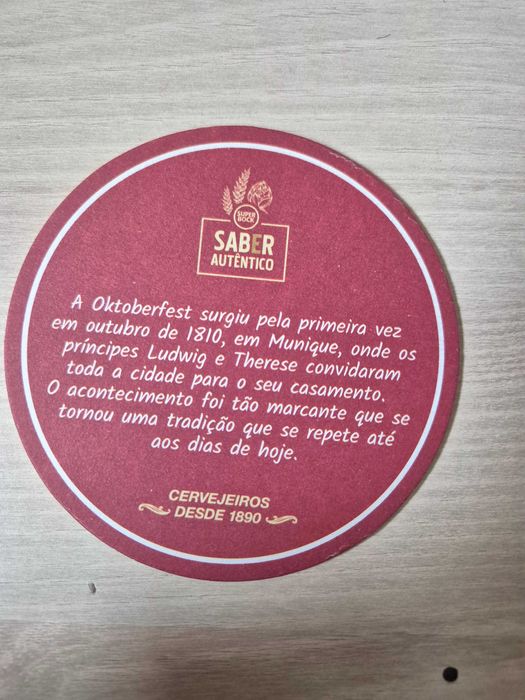 SUPER
BOCK
SABER
AUTÊNTICO
A Oktoberfest surgiu pela primeira vez
em outubro de 1810, em Munique, onde os
príncipes Ludwig e Therese convidaram
toda a cidade para o seu casamento.
O acontecimento foi tão marcante que se
tornou uma tradição que se repete até
aos dias de hoje.
CERVEJEIROS
DESDE 1890